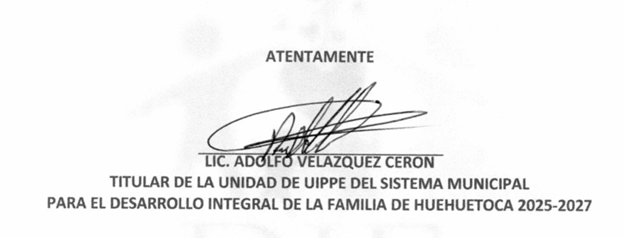 ATENTAMENTE
LIC. ADOLFO VELAZQUEZ CERON
TITULAR DE LA UNIDAD DE UIPPE DEL SISTEMA MUNICIPAL
PARA EL DESARROLLO INTEGRAL DE LA FAMILIA DE HUEHUETOCA 2025-2027